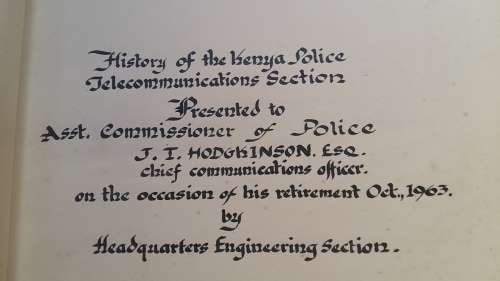 History of the Kenya Police
Telecommunications Section
Presented to
Asst. Commissioner of Police
J. T. HODGKINSON. ESQ.
chief communications officer.
on the occasion of his retirement Oct., 1963.
by
Headquarters Engineering Section.